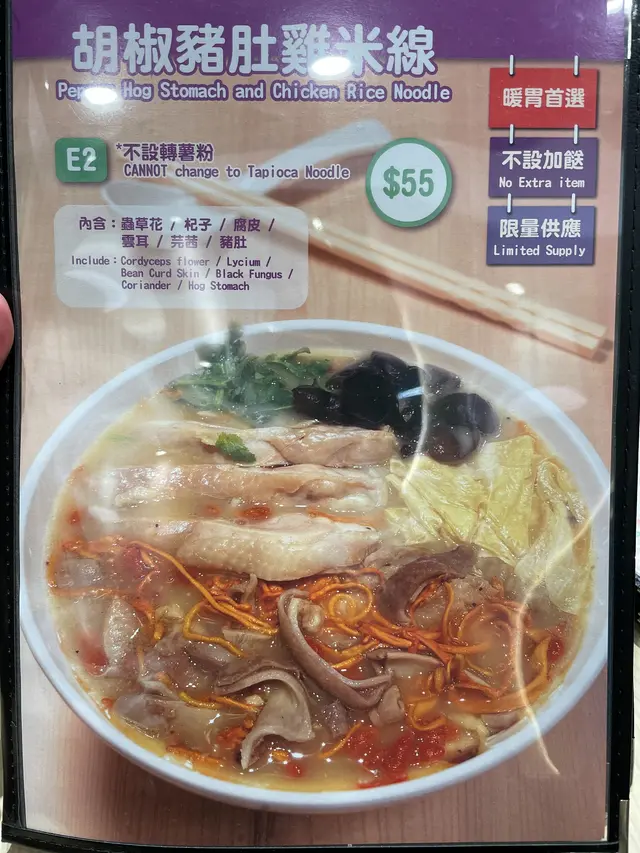 胡椒豬肚雞米線
Pepper Hog Stomach and Chicken Rice Noodle
暖胃首選
E2
*不設轉薯粉
CANNOT change to Tapioca Noodle
$55
不設加餸
No Extra item
限量供應
Limited Supply
內含：蟲草花 / 杞子 / 腐皮 /
雲耳 / 芫茜 / 豬肚
Include：Cordyceps flower / Lycium /
Bean Curd Skin / Black Fungus /
Coriander / Hog Stomach